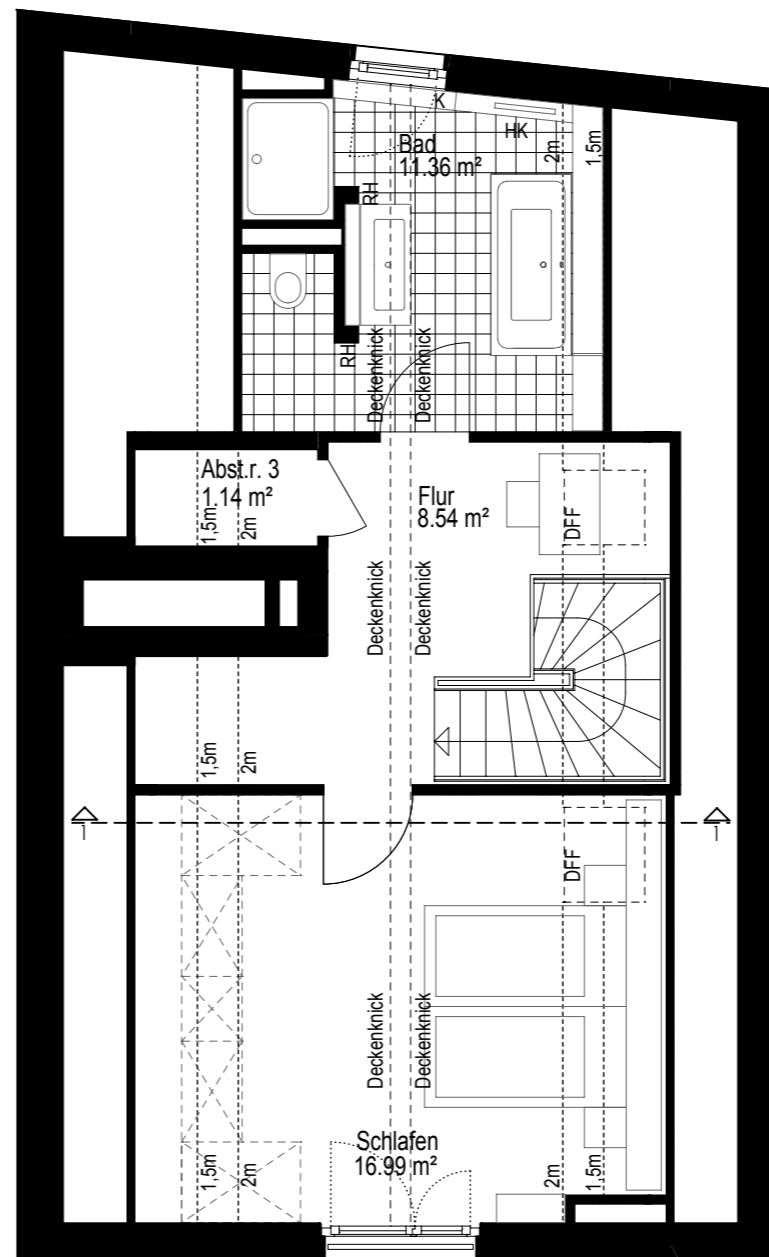 K
HK
Bad
11.36 m²
2m
1,5m
RH
RH
Deckenknick
Deckenknick
Abst.r. 3
1.14 m²
1,5m
2m
Flur
8.54 m²
DFF
Deckenknick
Deckenknick
1,5m
2m
1
1
DFF
Deckenknick
Deckenknick
Schlafen
16.99 m²
1,5m
2m
2m
1,5m